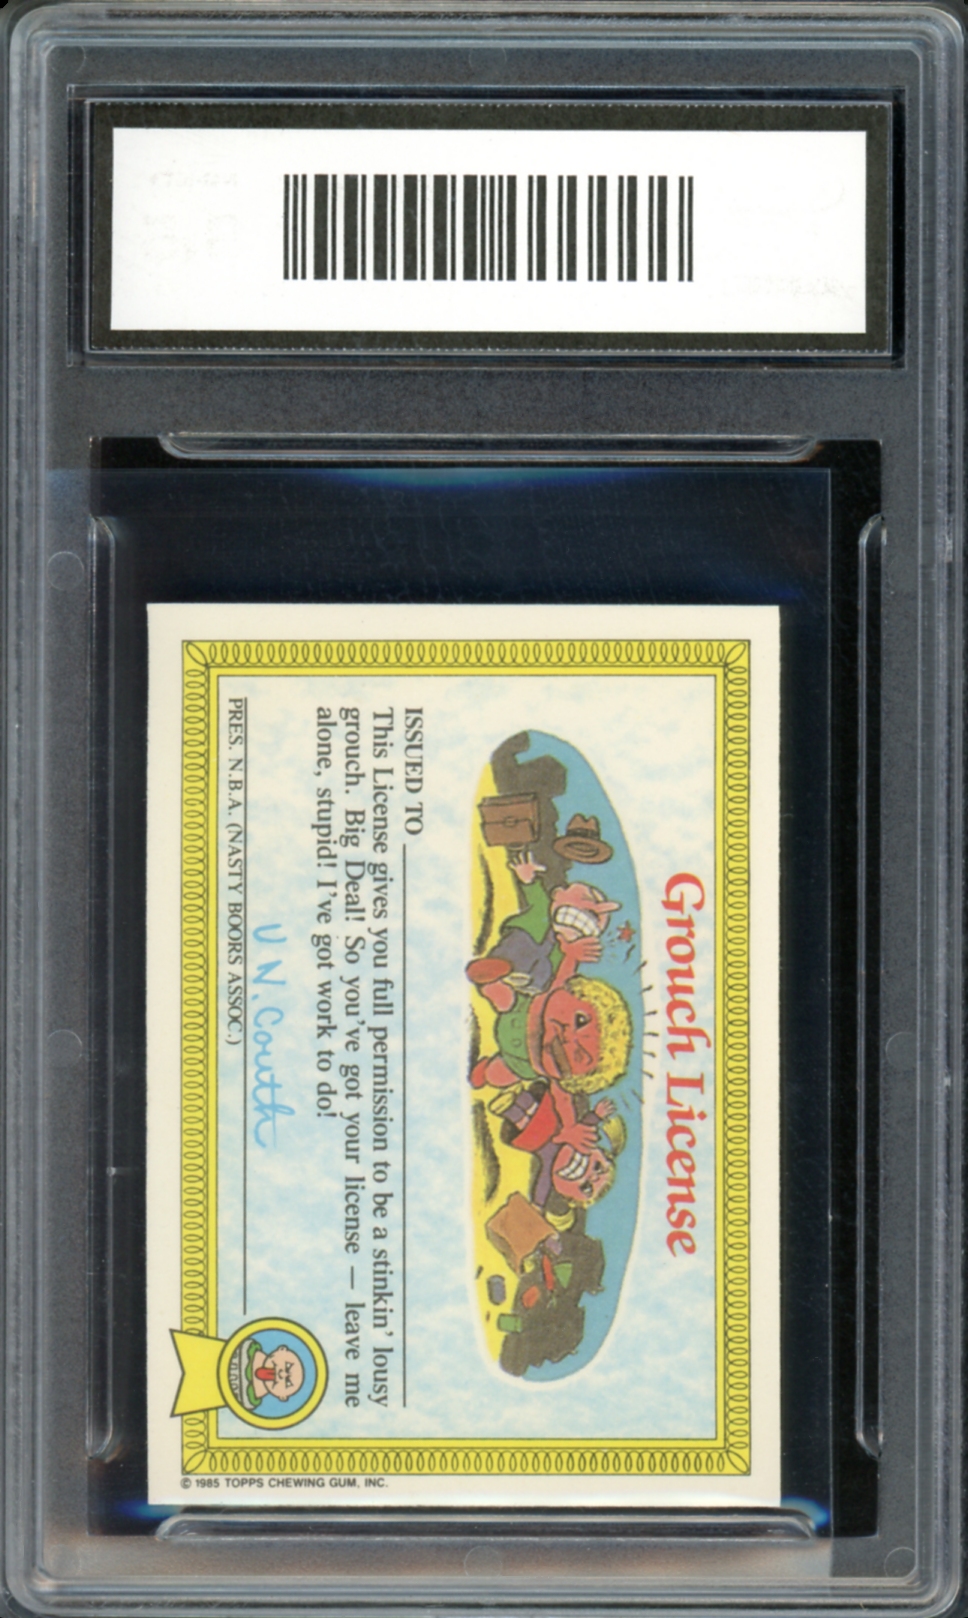 Grouch License
ISSUED TO
This License gives you full permission to be a stinkin' lousy
grouch. Big Deal! So you've got your license — leave me
alone, stupid! I've got work to do!
U N. Couth
PRES. N.B.A. (NASTY BOORS ASSOC.)
© 1985 TOPPS CHEWING GUM, INC.